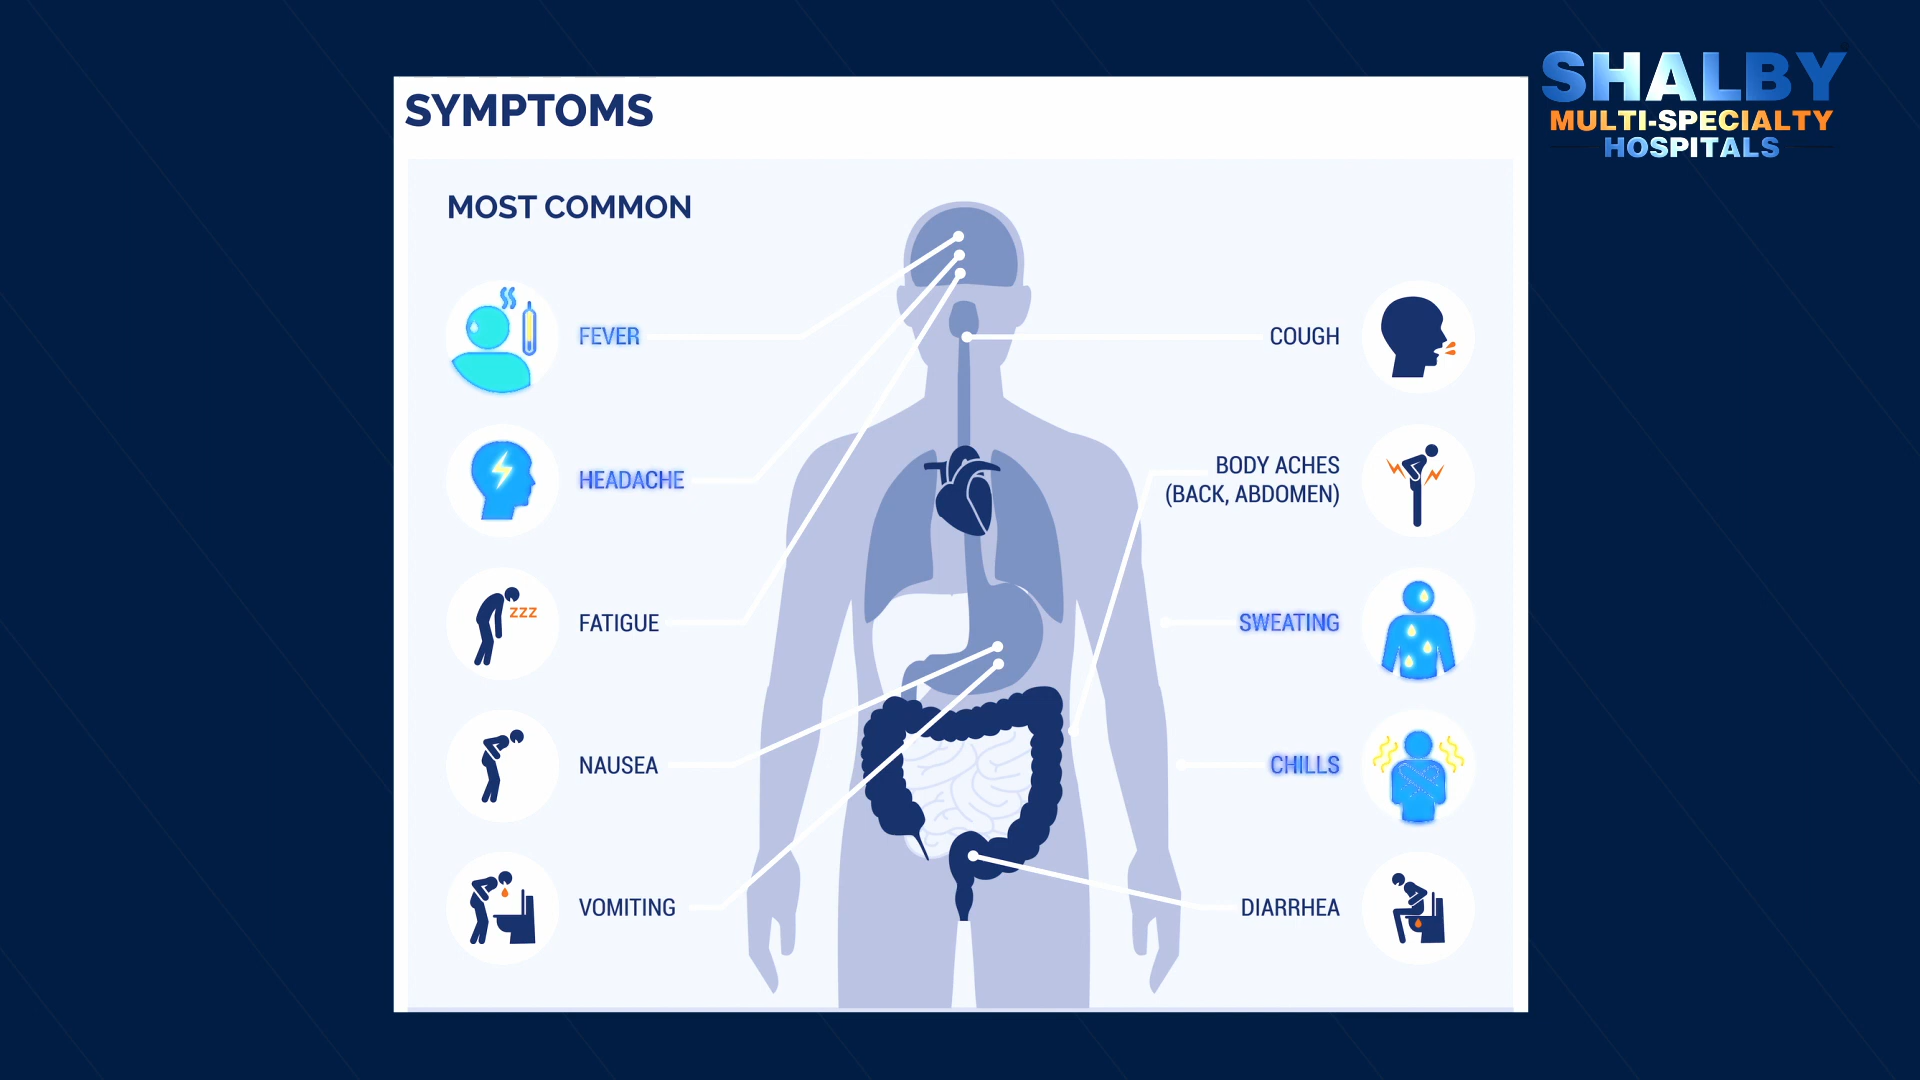 SHALBY
MULTI-SPECIALTY
HOSPITALS
SYMPTOMS
MOST COMMON
FEVER
HEADACHE
FATIGUE
ZZZ
NAUSEA
VOMITING
COUGH
BODY ACHES
(BACK, ABDOMEN)
SWEATING
CHILLS
DIARRHEA